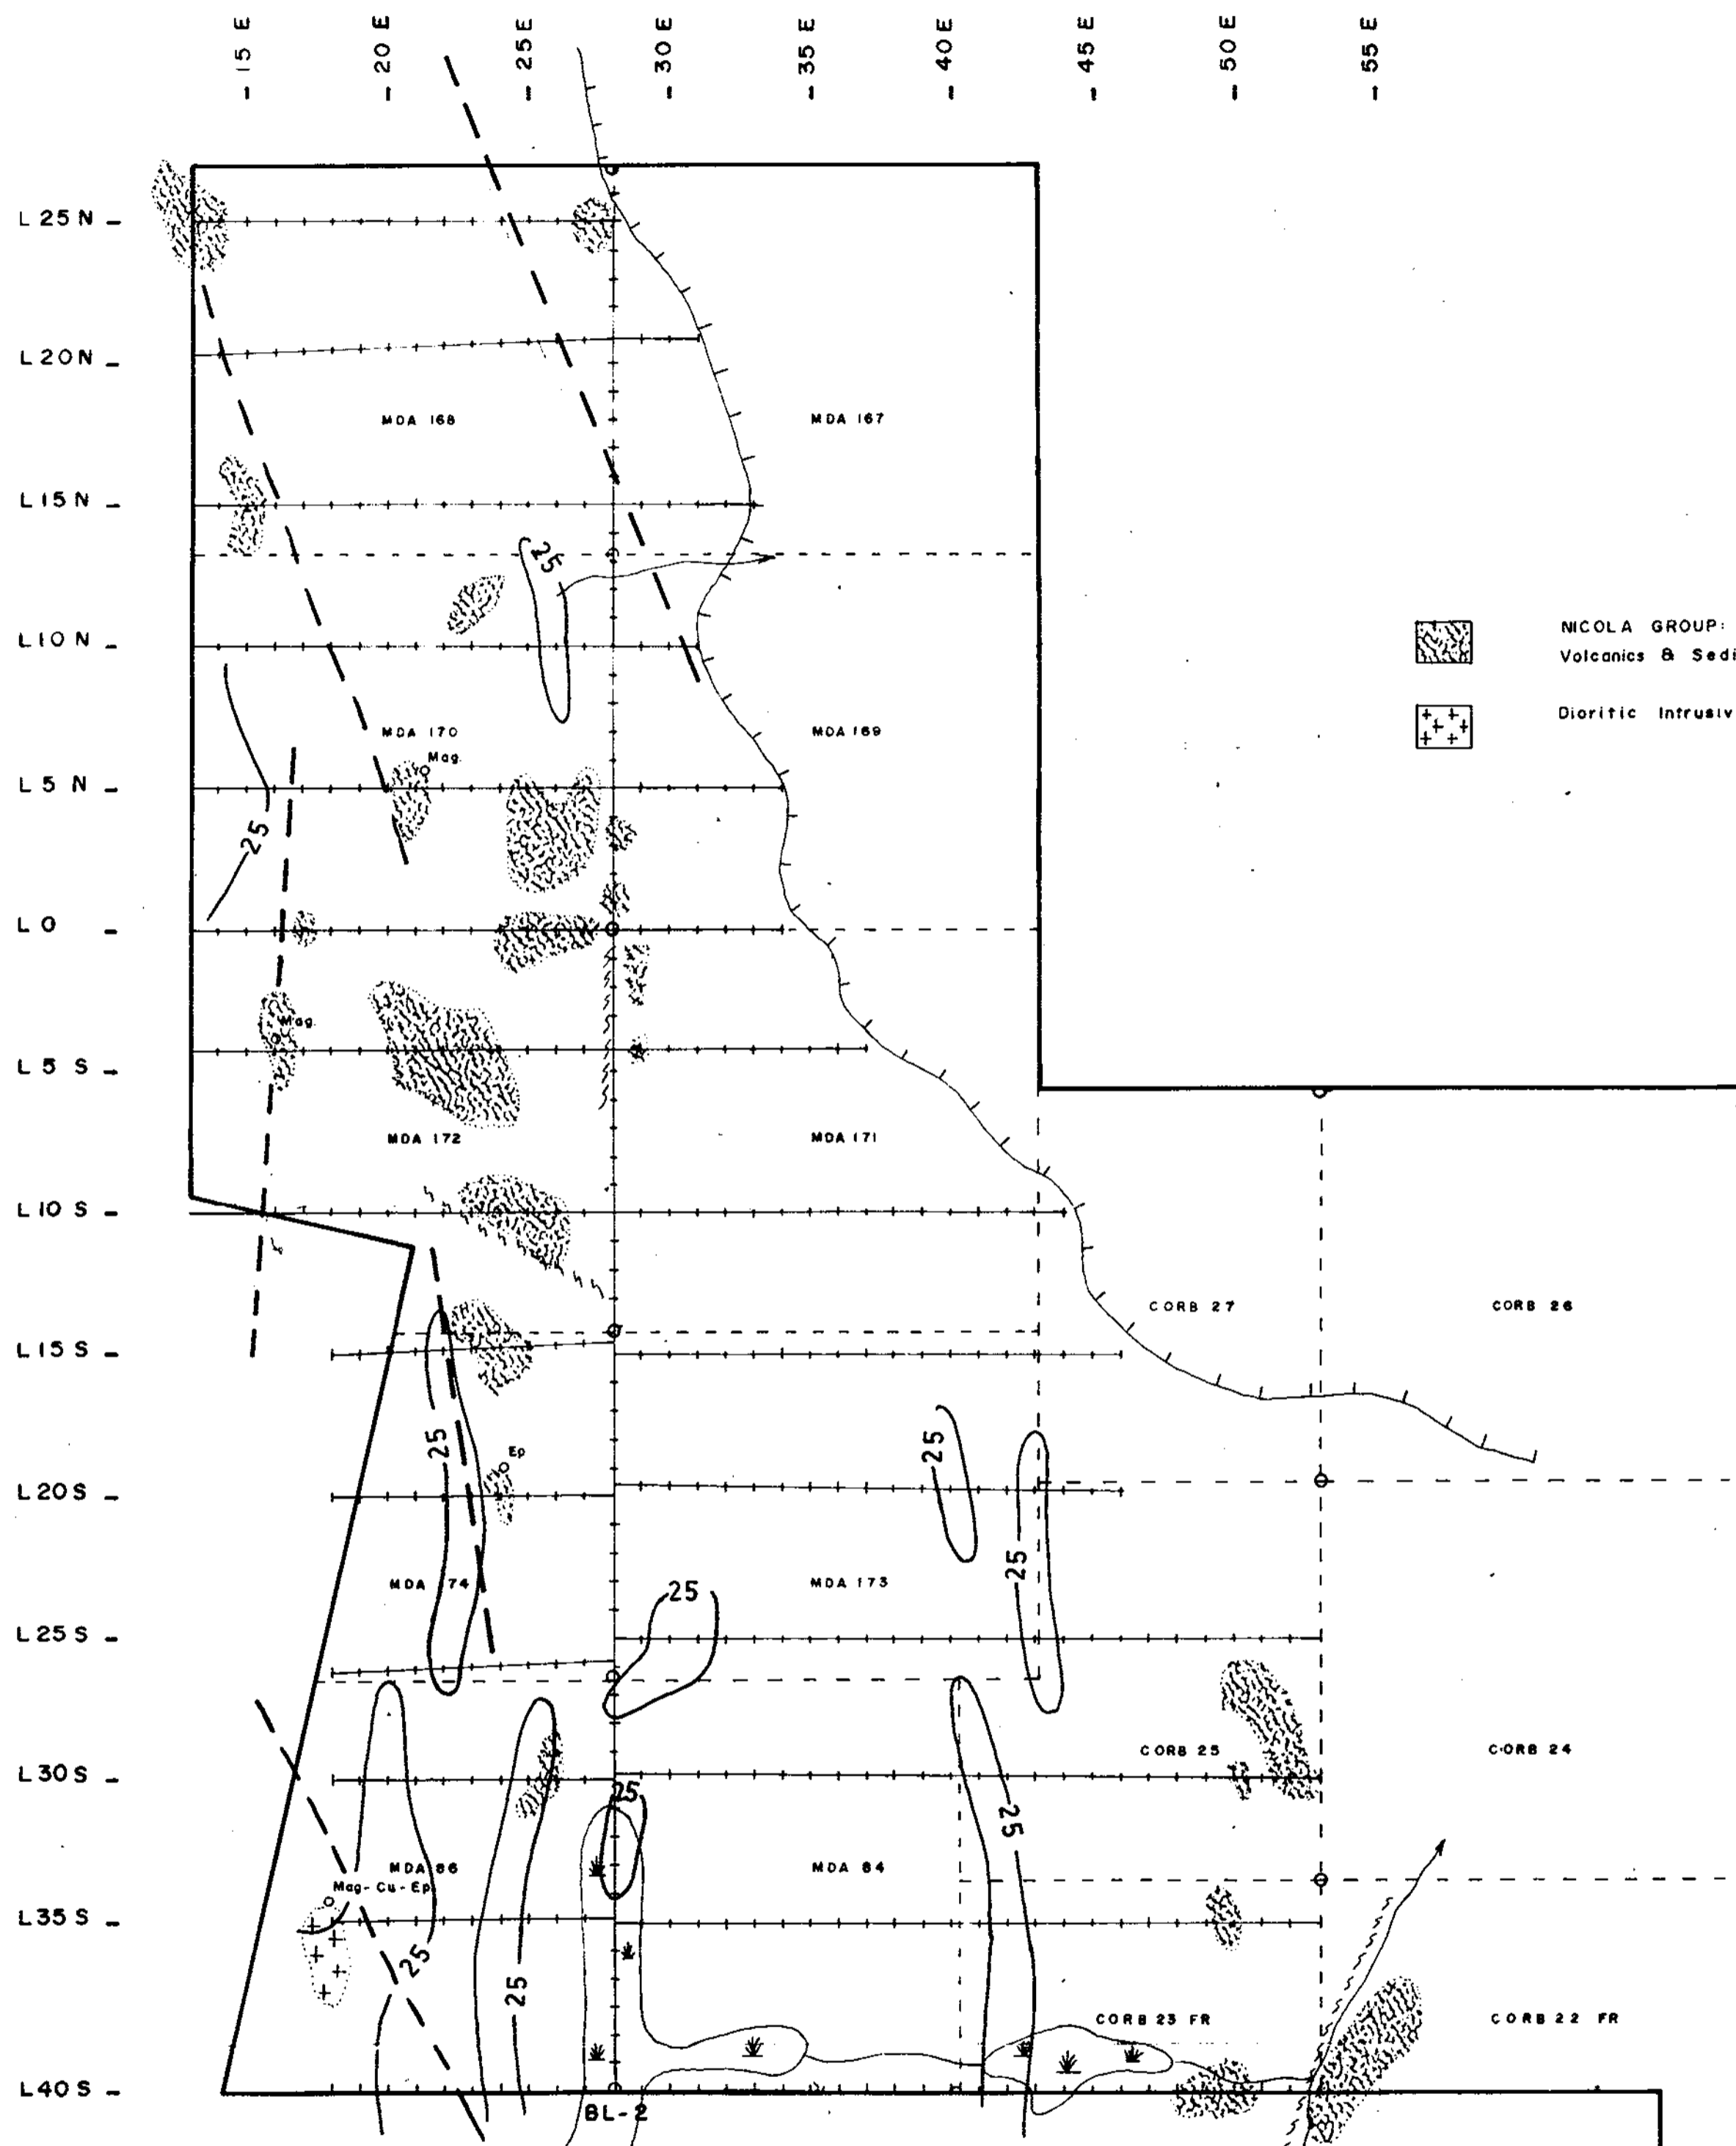 15 E
20 E
25 E
30 E
35 E
40 E
45 E
50 E
55 E
L 25 N
L 20 N
MDA 168
MDA 167
L 15 N
25
NICOLA GROUP:
Volcanics &
L 10 N
Dioritic
MDA 170
MDA 169
Mag.
L 5 N
25
L 0
Mag.
L 5 S
MDA 172
MDA 171
L 10 S
CORB 27
CORB 26
L 15 S
25
25
Ep
L 20 S
25
MDA 174
MDA 173
25
L 25 S
CORB 25
CORB 24
L 30 S
25
25
MDA 86
MDA 84
Mag-Cu-Ep
L 35 S
25
25
CORB 23 FR
CORB 22 FR
L 40 S
BL-2